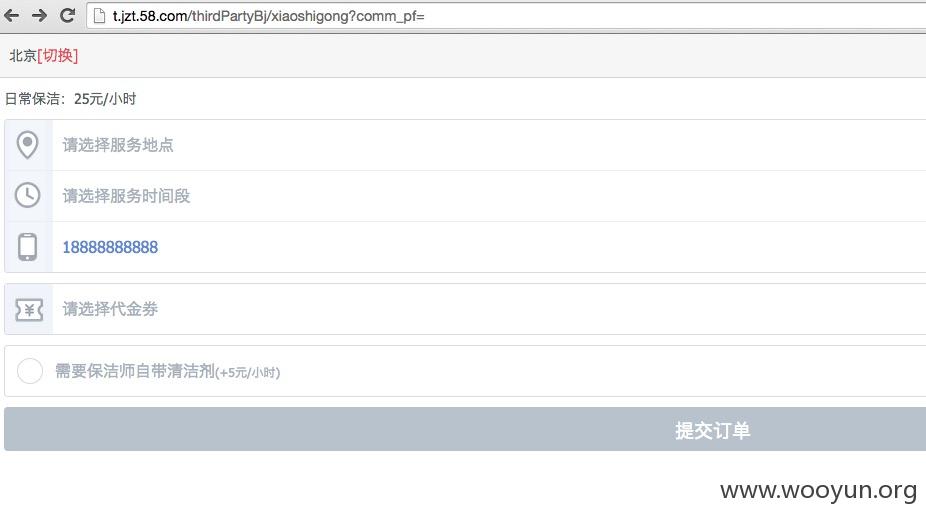 t.jzt.58.com/thirdPartyBj/xiaoshigong?comm_pf=
北京[切换]
日常保洁：25元/小时
请选择服务地点
请选择服务时间段
18888888888
请选择代金券
需要保洁师自带清洁剂(+5元/小时)
提交订单
www.wooyun.org